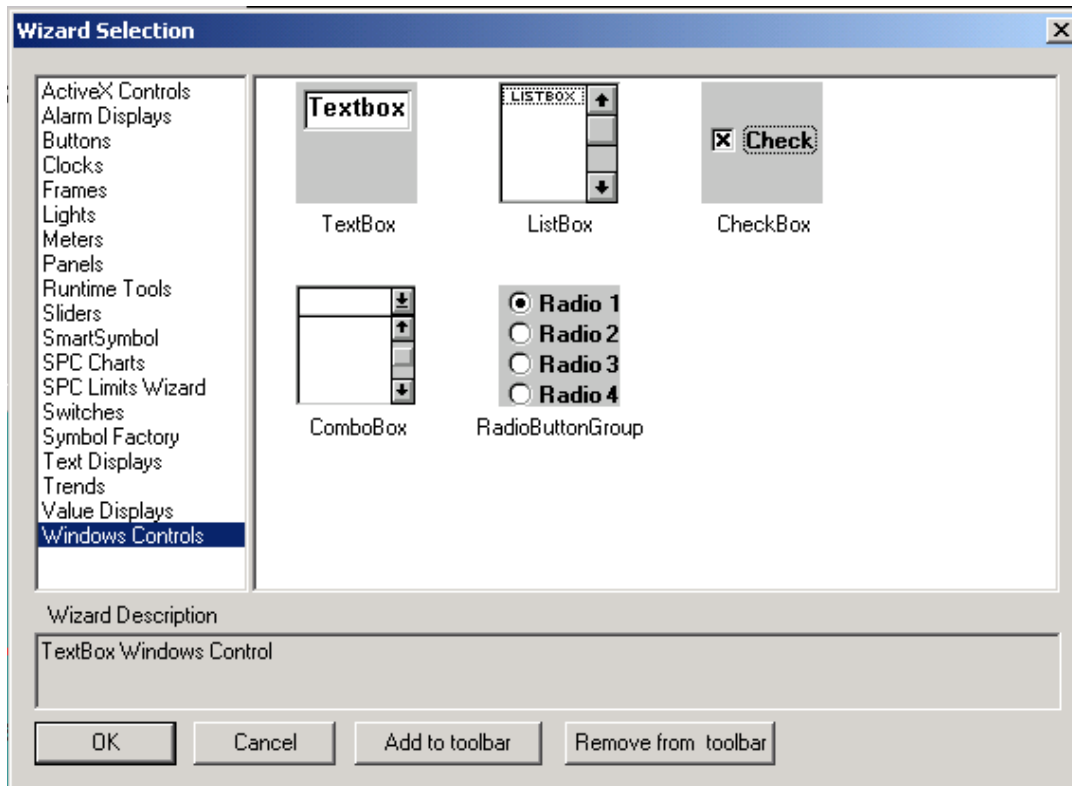 Wizard Selection
ActiveX Controls
Alarm Displays
Buttons
Clocks
Frames
Lights
Meters
Panels
Runtime Tools
Sliders
SmartSymbol
SPC Charts
SPC Limits Wizard
Switches
Symbol Factory
Text Displays
Trends
Value Displays
Windows Controls
Textbox
TextBox
LISTBOX
ListBox
Check
CheckBox
ComboBox
Radio 1
Radio 2
Radio 3
Radio 4
RadioButtonGroup
Wizard Description
TextBox Windows Control
OK
Cancel
Add to toolbar
Remove from toolbar